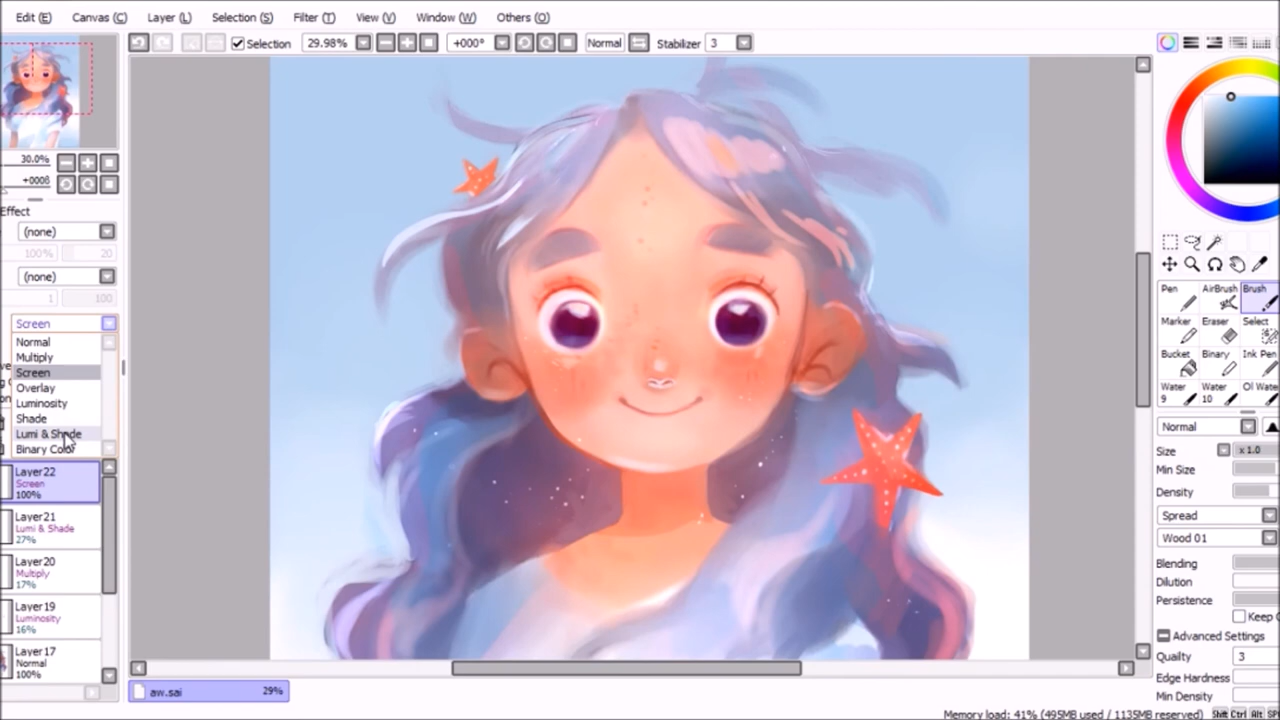 Edit (E) Canvas (C) Layer (L) Selection (S) Filter (T) View (V) Window (W) Others (O)
Selection 29.98% +000° Normal Stabilizer 3
30.0%
Effect
(none)
100% 20
(none)
1 100
Screen
Normal
Multiply
Screen
Overlay
Luminosity
Shade
Lumi & Shade
Binary Color
Layer22
Screen
100%
Layer21
Lumi & Shade
27%
Layer20
Multiply
17%
Layer19
Luminosity
16%
Layer17
Normal
100%
aw.sai 29%
Pen AirBrush Brush
Marker Eraser Select
Bucket Binary Ink Pen
Water 9 Water 10
Normal
Size x 1.0
Min Size
Density
Spread
Wood 01
Blending
Dilution
Persistence
Keep
Advanced Settings
Quality 3
Edge Hardness
Min Density
Memory load: 41% (495MB used / 1135MB reserved) Shift Ctrl Alt